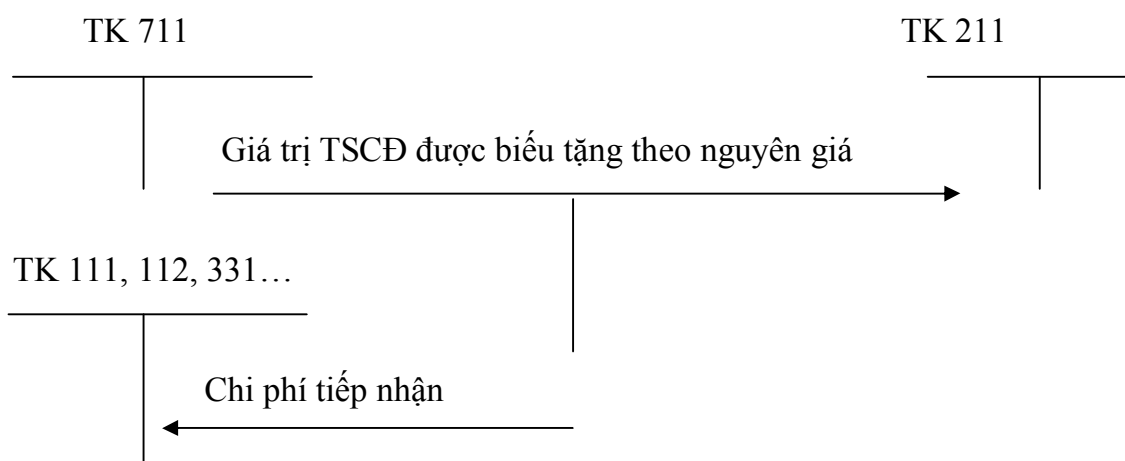 TK 711
TK 211
Giá trị TSCĐ được biếu tặng theo nguyên giá
TK 111, 112, 331…
Chi phí tiếp nhận